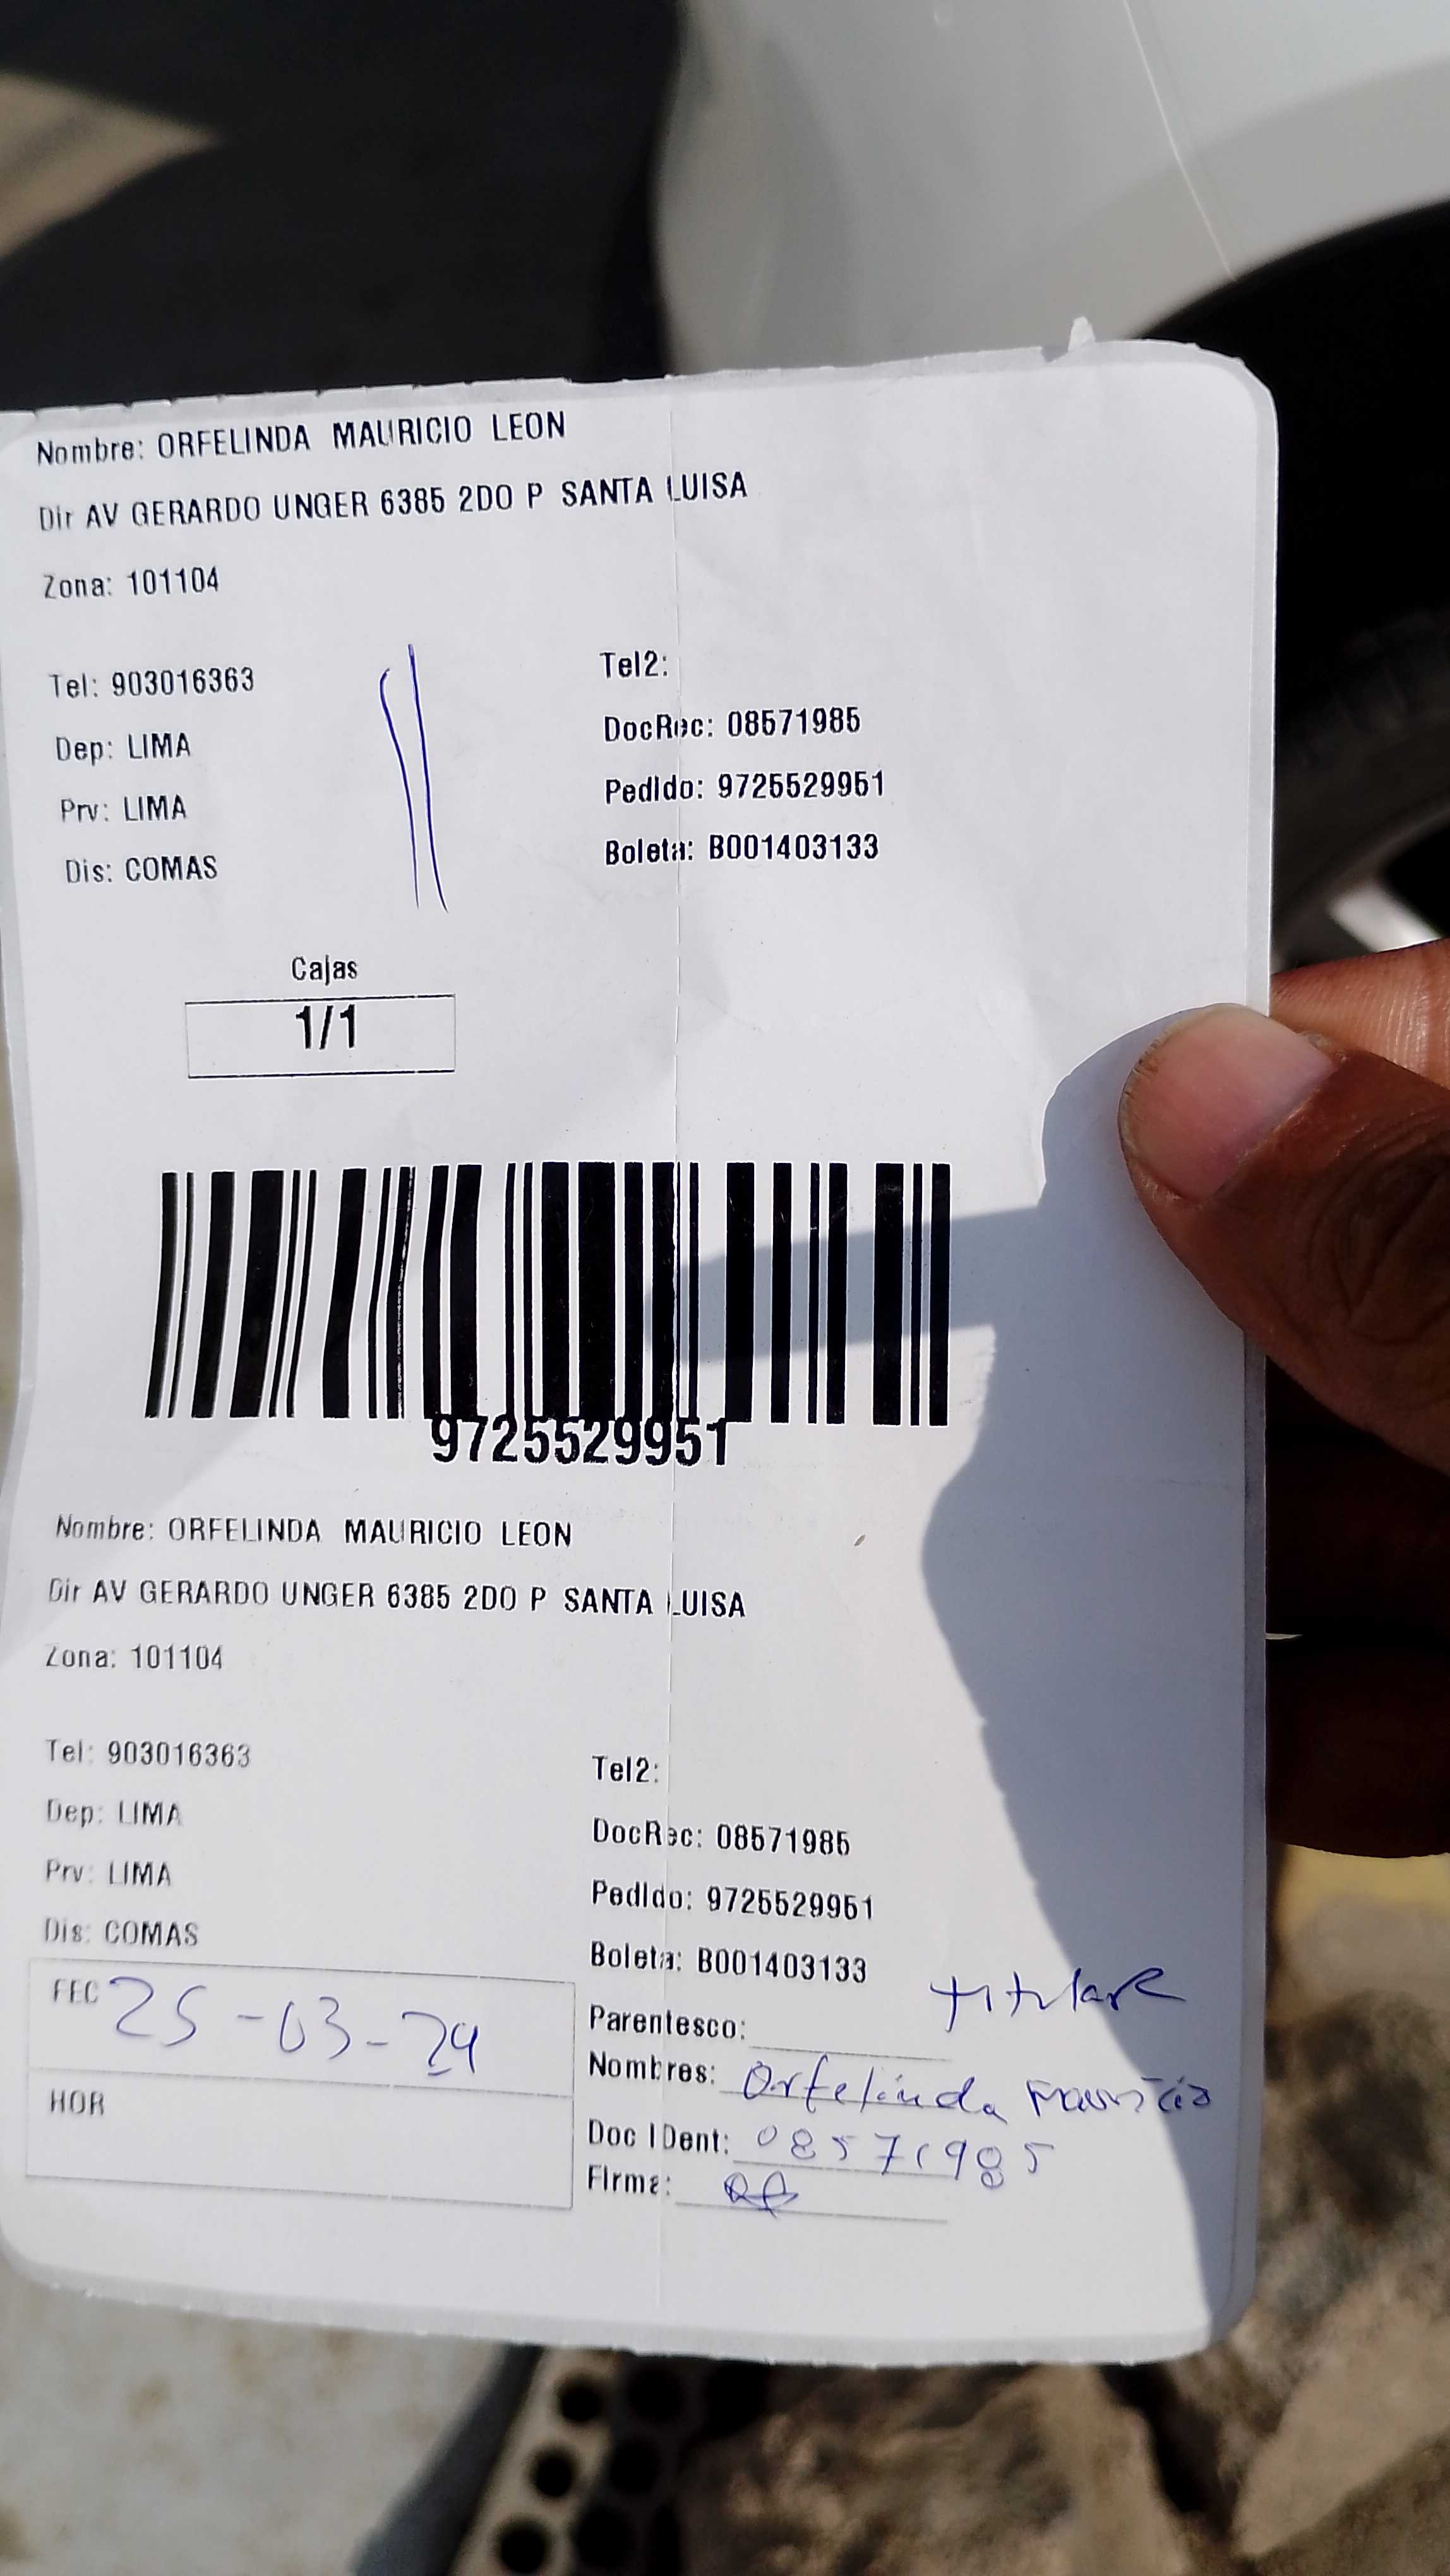 Nombre: ORFELINDA MAURICIO LEON
Dir AV GERARDO UNGER 6385 2DO P SANTA LUISA
Zona: 101104
Tel: 903016363
Dep: LIMA
Prv: LIMA
Dis: COMAS
Tel2:
DocRec: 08571985
Pedido: 9725529951
Boleta: B001403133
Cajas
1/1
9725529951
Nombre: ORFELINDA MAURICIO LEON
Dir AV GERARDO UNGER 6385 2DO P SANTA LUISA
Zona: 101104
Tel: 903016363
Dep: LIMA
Prv: LIMA
Dis: COMAS
FEC 25-03-24
HOR
Tel2:
DocRec: 08571985
Pedido: 9725529951
Boleta: B001403133
Parentesco: titular
Nombres: Orfelinda Mauricio
Doc IDent: 08571985
Firma: